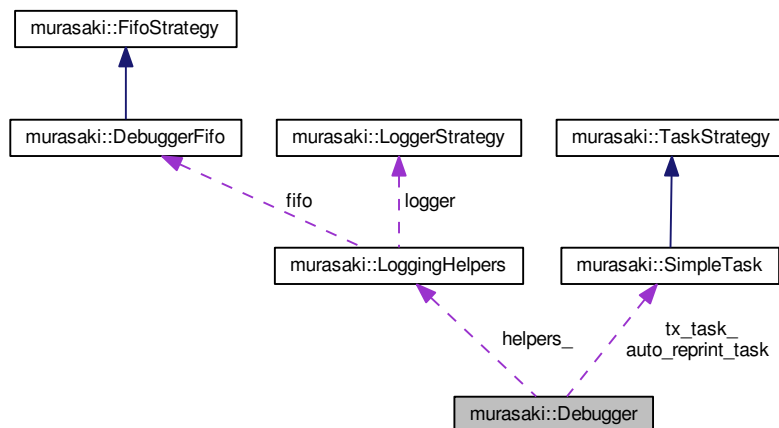 murasaki::FifoStrategy
murasaki::DebuggerFifo
murasaki::LoggerStrategy
murasaki::TaskStrategy
fifo
logger
murasaki::LoggingHelpers
murasaki::SimpleTask
helpers_
tx_task_
auto_reprint_task
murasaki::Debugger